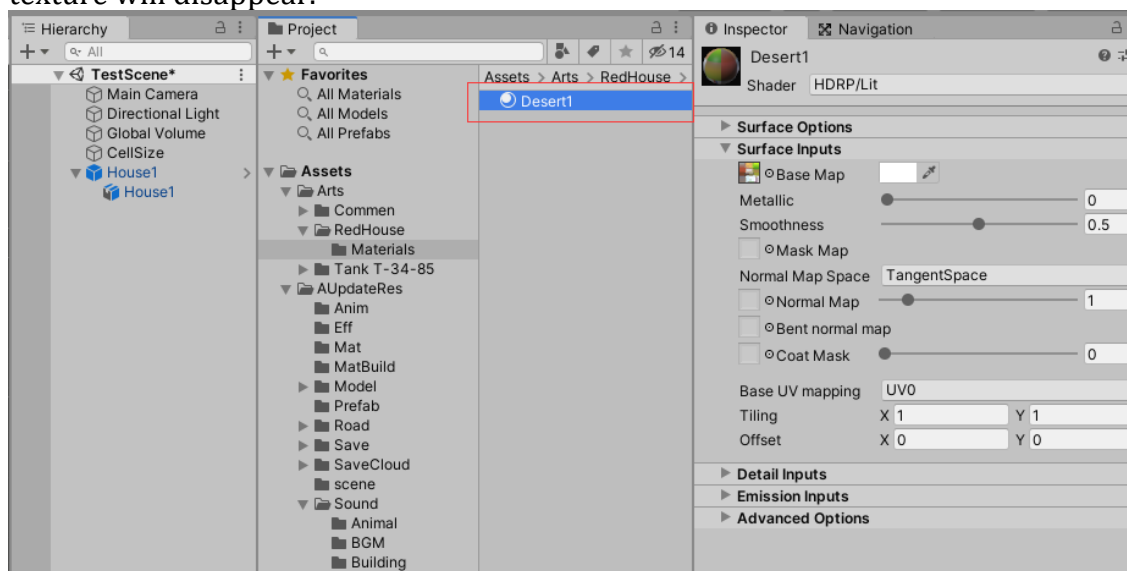 texture will disappear.
Hierarchy
All
TestScene*
Main Camera
Directional Light
Global Volume
CellSize
House1
House1
Project
14
Favorites
All Materials
All Models
All Prefabs
Assets
Arts
Commen
RedHouse
Materials
Tank T-34-85
AUpdateRes
Anim
Eff
Mat
MatBuild
Model
Prefab
Road
Save
SaveCloud
scene
Sound
Animal
BGM
Building
Assets > Arts > RedHouse >
Desert1
Inspector Navigation
Desert1
Shader HDRP/Lit
Surface Options
Surface Inputs
Base Map
Metallic 0
Smoothness 0.5
Mask Map
Normal Map Space TangentSpace
Normal Map 1
Bent normal map
Coat Mask 0
Base UV mapping UV0
Tiling X 1 Y 1
Offset X 0 Y 0
Detail Inputs
Emission Inputs
Advanced Options